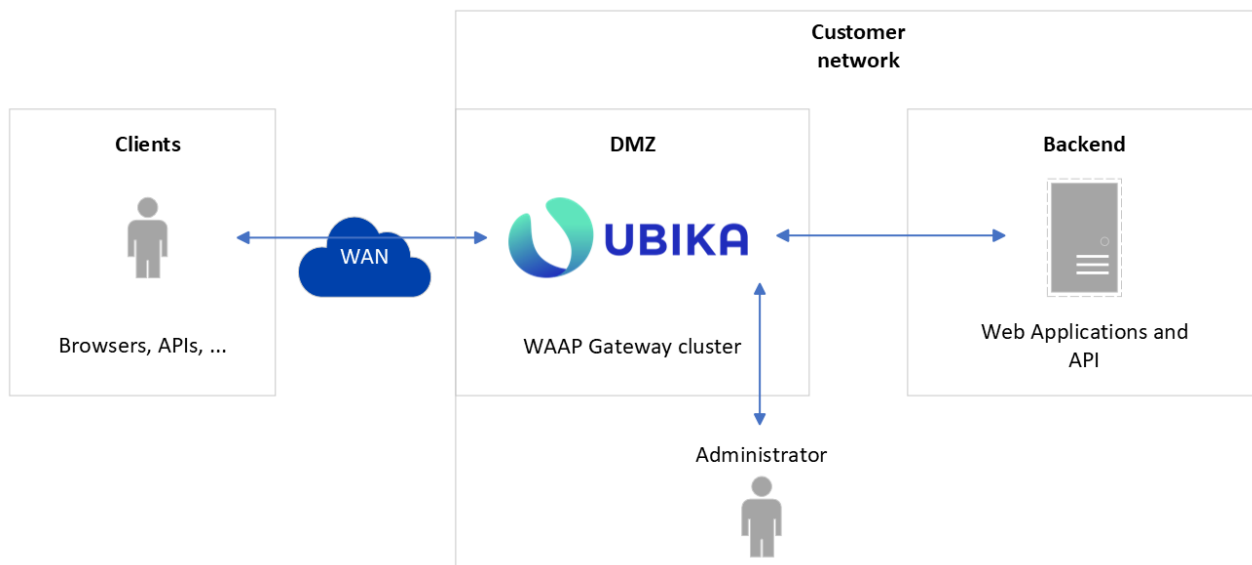 Customer
network
Clients
DMZ
Backend
WAN
UBIKA
Browsers, APIs, ...
WAAP Gateway cluster
Web Applications and
API
Administrator